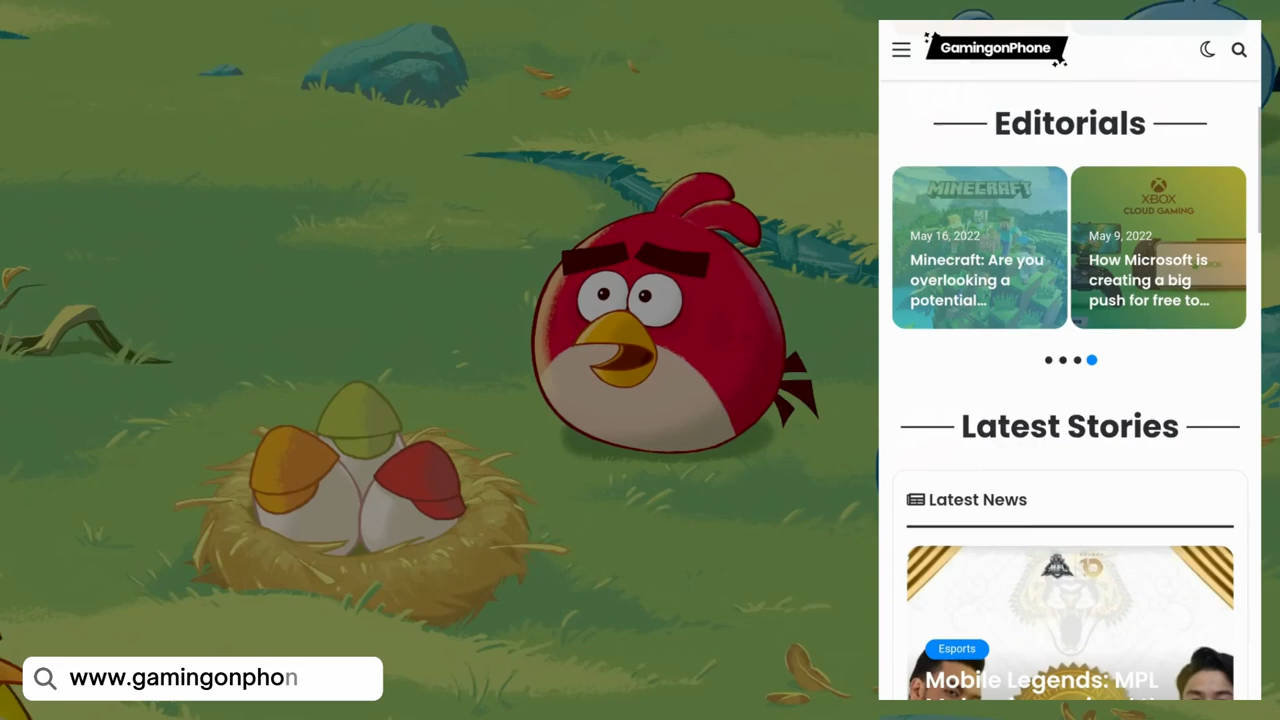 GamingonPhone
Editorials
MINECRAFT
May 16, 2022
Minecraft: Are you
overlooking a
potential...
XBOX
CLOUD GAMING
May 9, 2022
How Microsoft is
creating a big
push for free to...
Latest Stories
Latest News
Esports
Mobile Legends: MPL
www.gamingonphon